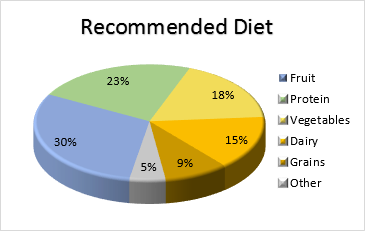 Recommended Diet
23%
18%
15%
9%
5%
30%
Fruit
Protein
Vegetables
Dairy
Grains
Other